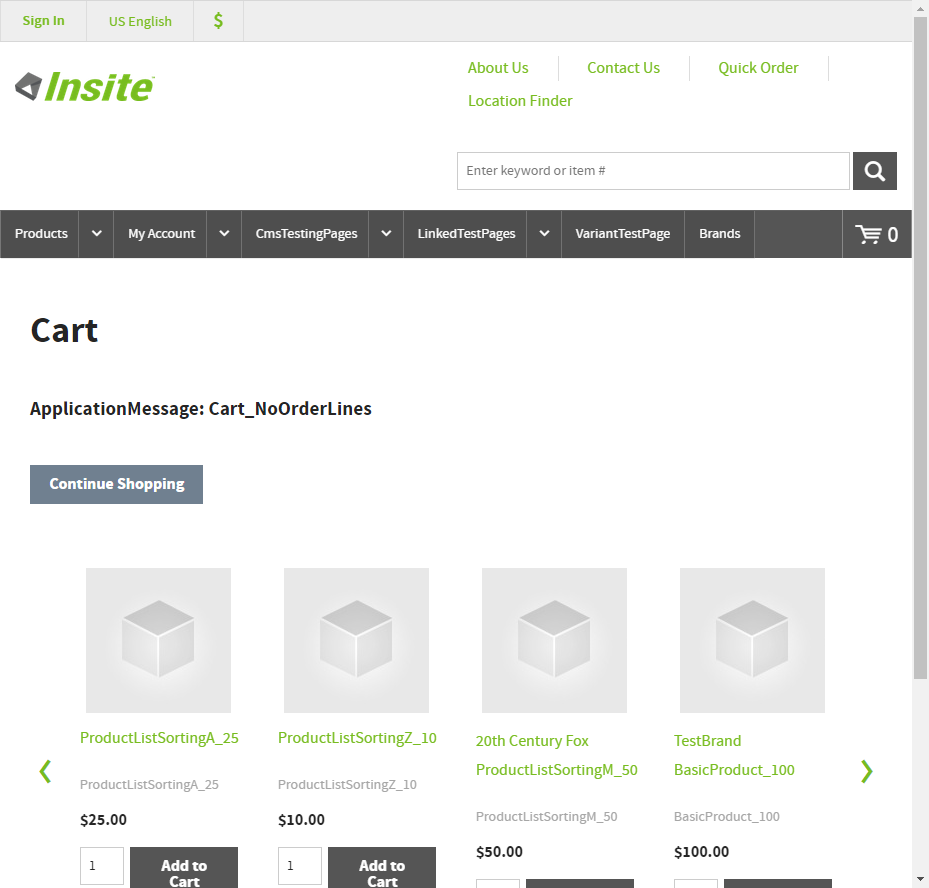 Sign In
US English
$
Insite
About Us
Contact Us
Quick Order
Location Finder
Enter keyword or item #
Products
My Account
CmsTestingPages
LinkedTestPages
VariantTestPage
Brands
0
Cart
ApplicationMessage: Cart_NoOrderLines
Continue Shopping
ProductListSortingA_25
ProductListSortingA_25
$25.00
1
Add to
Cart
ProductListSortingZ_10
ProductListSortingZ_10
$10.00
1
Add to
Cart
20th Century Fox
ProductListSortingM_50
ProductListSortingM_50
$50.00
TestBrand
BasicProduct_100
BasicProduct_100
$100.00